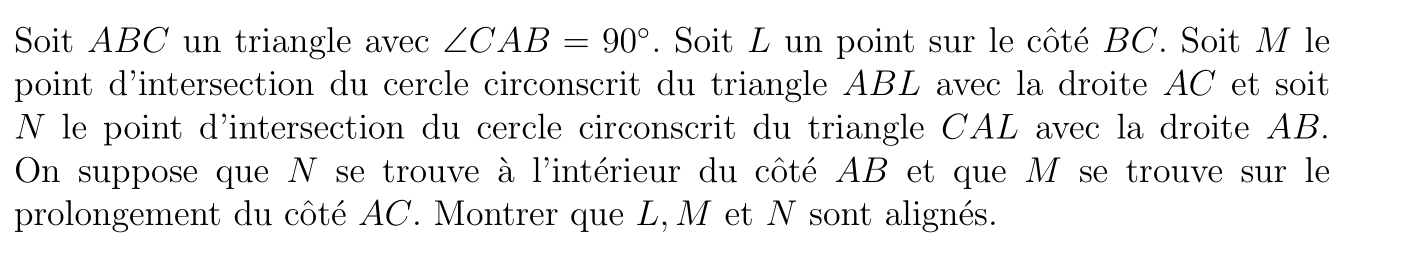 Soit ABC un triangle avec ∠CAB = 90°. Soit L un point sur le côté BC. Soit M le
point d'intersection du cercle circonscrit du triangle ABL avec la droite AC et soit
N le point d'intersection du cercle circonscrit du triangle CAL avec la droite AB.
On suppose que N se trouve à l'intérieur du côté AB et que M se trouve sur le
prolongement du côté AC. Montrer que L, M et N sont alignés.